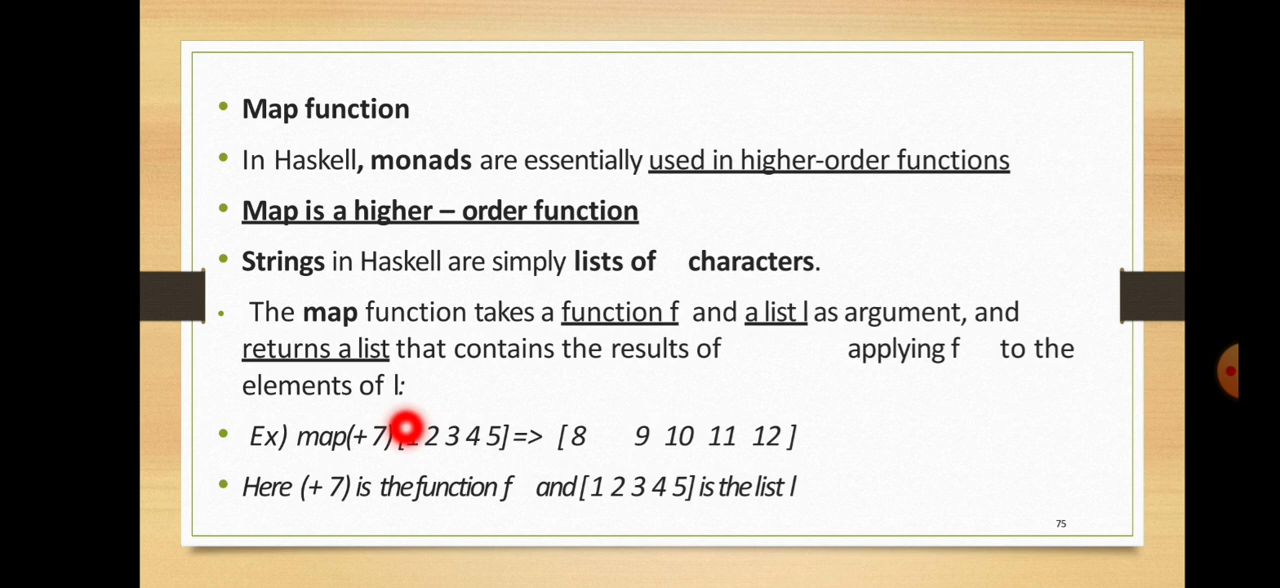 Map function
In Haskell, monads are essentially used in higher-order functions
Map is a higher – order function
Strings in Haskell are simply lists of characters.
The map function takes a function f and a list l as argument, and
returns a list that contains the results of applying f to the
elements of l:
Ex) map(+ 7) [1 2 3 4 5] => [ 8 9 10 11 12 ]
Here (+ 7) is the function f and [1 2 3 4 5] is the list l
75